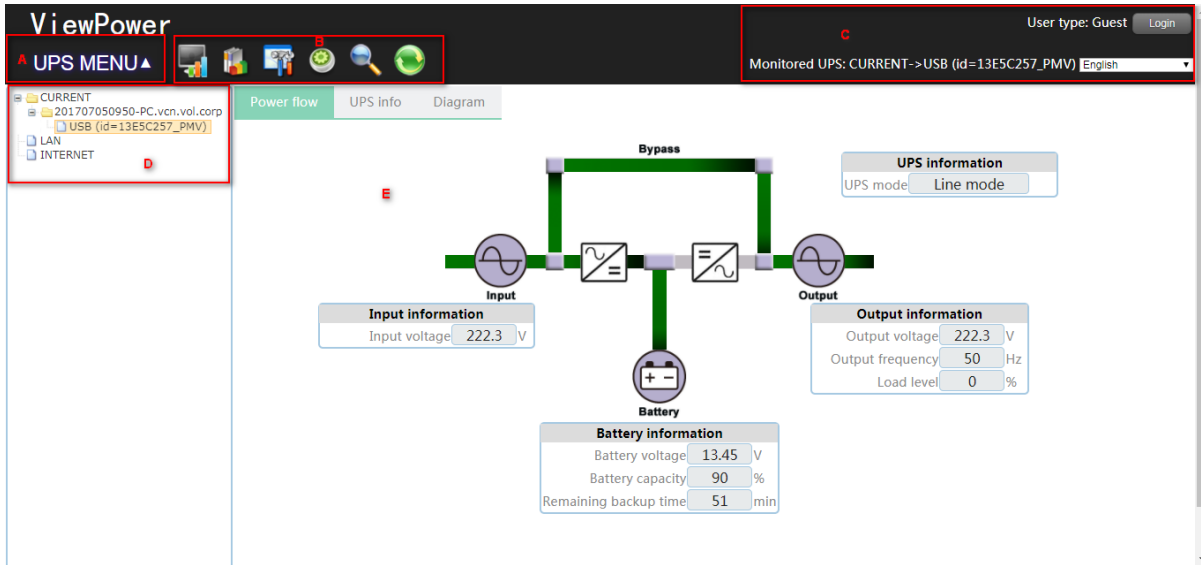 ViewPower
User type: Guest Login
C
B
A UPS MENU▲
Monitored UPS: CURRENT->USB (id=13E5C257_PMV) English
CURRENT
201707050950-PC.vcn.vol.corp
USB (id=13E5C257_PMV)
LAN
INTERNET
D
Power flow UPS info Diagram
E
Bypass
UPS information
UPS mode Line mode
Input
Output
Input information
Input voltage 222.3 V
Output information
Output voltage 222.3 V
Output frequency 50 Hz
Load level 0 %
Battery
Battery information
Battery voltage 13.45 V
Battery capacity 90 %
Remaining backup time 51 min